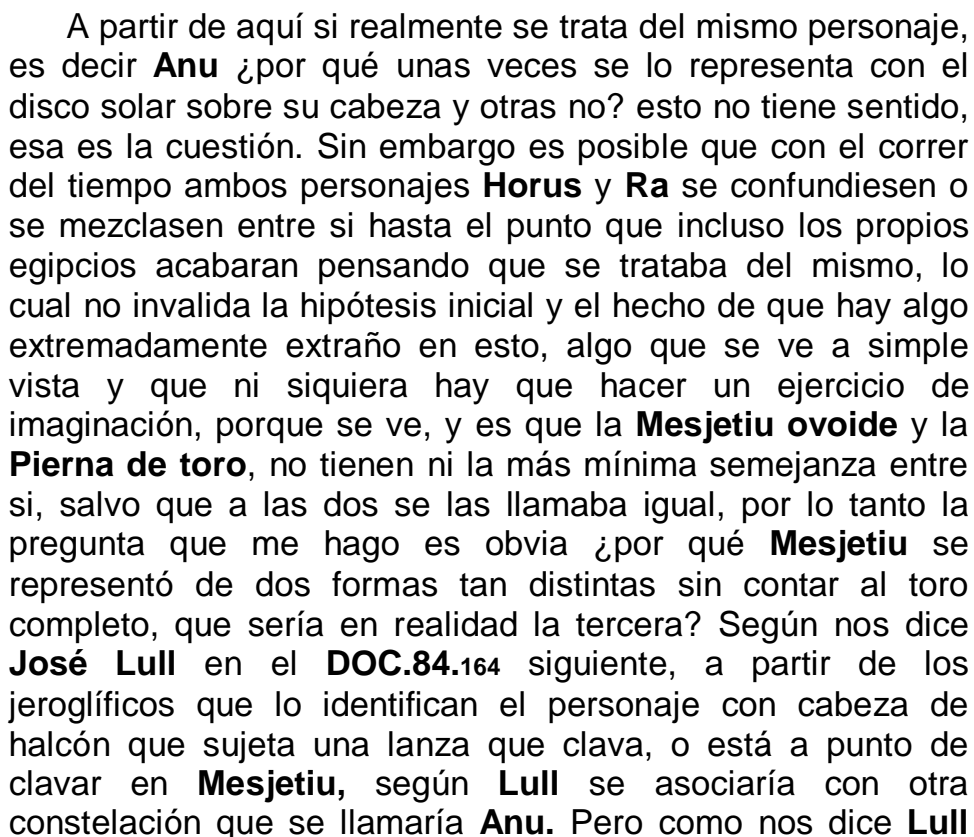 A partir de aquí si realmente se trata del mismo personaje,
es decir Anu ¿por qué unas veces se lo representa con el
disco solar sobre su cabeza y otras no? esto no tiene sentido,
esa es la cuestión. Sin embargo es posible que con el correr
del tiempo ambos personajes Horus y Ra se confundiesen o
se mezclasen entre si hasta el punto que incluso los propios
egipcios acabaran pensando que se trataba del mismo, lo
cual no invalida la hipótesis inicial y el hecho de que hay algo
extremadamente extraño en esto, algo que se ve a simple
vista y que ni siquiera hay que hacer un ejercicio de
imaginación, porque se ve, y es que la Mesjetiu ovoide y la
Pierna de toro, no tienen ni la más mínima semejanza entre
si, salvo que a las dos se las llamaba igual, por lo tanto la
pregunta que me hago es obvia ¿por qué Mesjetiu se
representó de dos formas tan distintas sin contar al toro
completo, que sería en realidad la tercera? Según nos dice
José Lull en el DOC.84.164 siguiente, a partir de los
jeroglíficos que lo identifican el personaje con cabeza de
halcón que sujeta una lanza que clava, o está a punto de
clavar en Mesjetiu, según Lull se asociaría con otra
constelación que se llamaría Anu. Pero como nos dice Lull